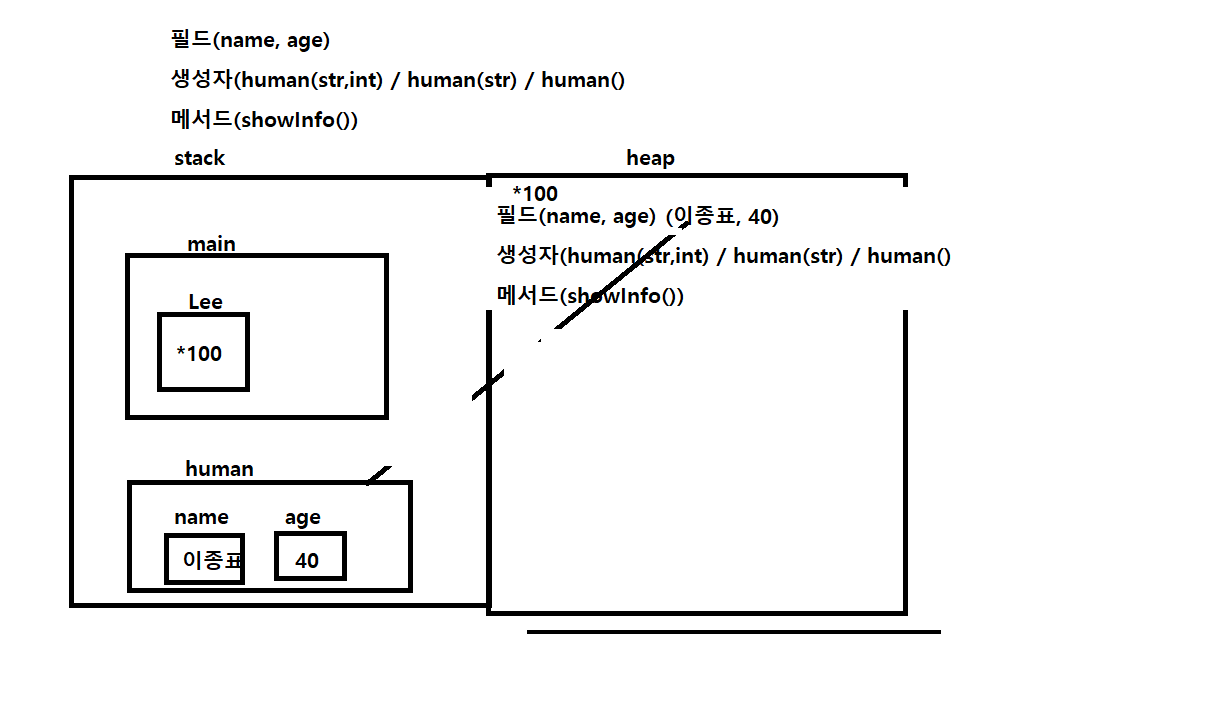 필드(name, age)
생성자(human(str,int) / human(str) / human()
메서드(showInfo())
stack
heap
*100
필드(name, age) (이종표, 40)
생성자(human(str,int) / human(str) / human()
메서드(showInfo())
main
Lee
*100
human
name age
이종표 40